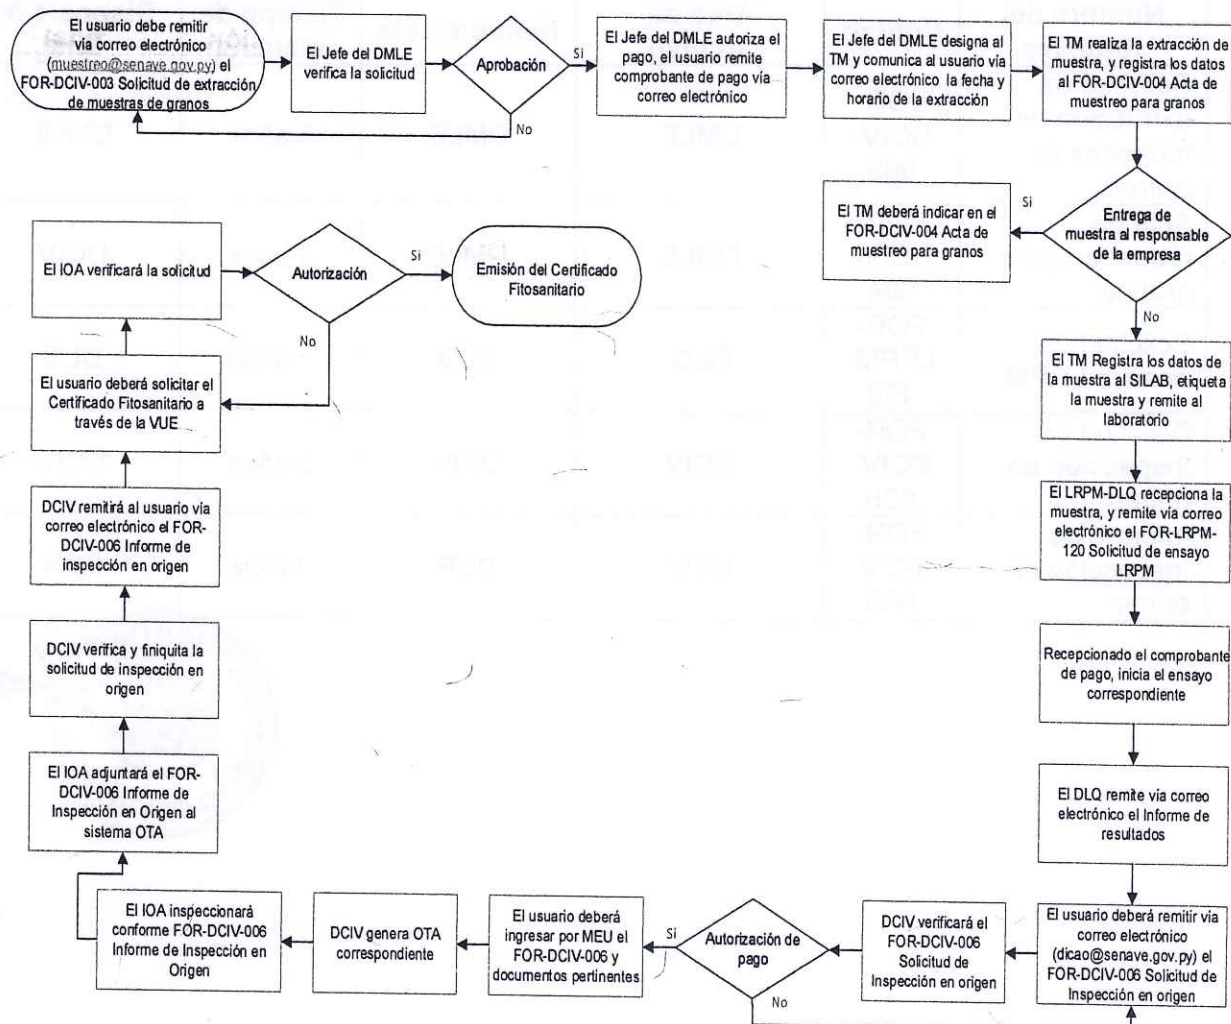 El usuario debe remitir
vía correo electrónico
(muestreo@senave.gov.py) el
FOR-DCIV-003 Solicitud de extracción
de muestras de granos
El Jefe del DMLE
verifica la solicitud
Aprobación
Si
No
El Jefe del DMLE autoriza el
pago, el usuario remite
comprobante de pago vía
correo electrónico
El Jefe del DMLE designa al
TM y comunica al usuario vía
correo electrónico la fecha y
horario de la extracción
El TM realiza la extracción de
muestra, y registra los datos
al FOR-DCIV-004 Acta de
muestreo para granos
Entrega de
muestra al responsable
de la empresa
Si
No
El TM deberá indicar en el
FOR-DCIV-004 Acta de
muestreo para granos
El TM Registra los datos de
la muestra al SILAB, etiqueta
la muestra y remite al
laboratorio
El LRPM-DLQ recepciona la
muestra, y remite vía correo
electrónico el FOR-LRPM-
120 Solicitud de ensayo
LRPM
Recepcionado el comprobante
de pago, inicia el ensayo
correspondiente
El DLQ remite vía correo
electrónico el Informe de
resultados
El usuario deberá remitir vía
correo electrónico
(dicao@senave.gov.py) el
FOR-DCIV-006 Solicitud de
Inspección en origen
DCIV verificará el
FOR-DCIV-006
Solicitud de
Inspección en origen
Autorización de
pago
Si
No
El usuario deberá
ingresar por MEU el
FOR-DCIV-006 y
documentos pertinentes
DCIV genera OTA
correspondiente
El IOA inspeccionará
conforme FOR-DCIV-006
Informe de Inspección en
Origen
El IOA adjuntará el FOR-
DCIV-006 Informe de
Inspección en Origen al
sistema OTA
DCIV verifica y finiquita la
solicitud de inspección en
origen
DCIV remitirá al usuario vía
correo electrónico el FOR-
DCIV-006 Informe de
inspección en origen
El usuario deberá solicitar el
Certificado Fitosanitario a
través de la VUE
El IOA verificará la solicitud
Autorización
Si
No
Emisión del Certificado
Fitosanitario